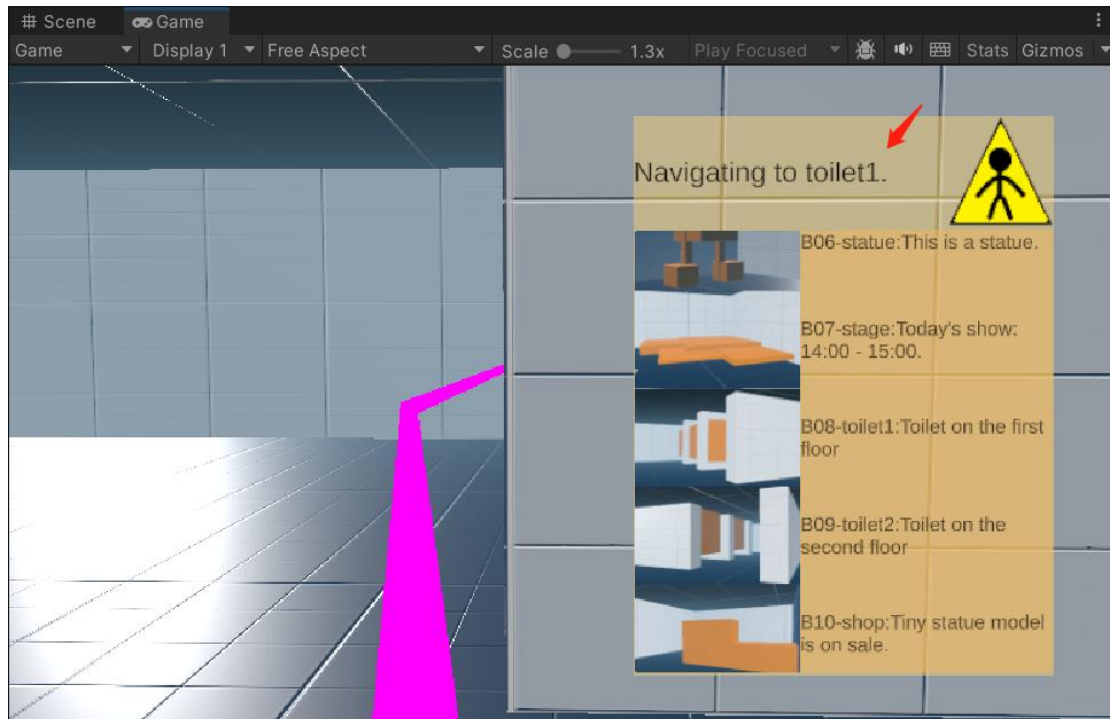 Scene
Game
Game
Display 1
Free Aspect
Scale
1.3x
Play Focused
Stats
Gizmos
Navigating to toilet1.
B06-statue:This is a statue.
B07-stage:Today's show:
14:00 - 15:00.
B08-toilet1:Toilet on the first
floor
B09-toilet2:Toilet on the
second floor
B10-shop:Tiny statue model
is on sale.